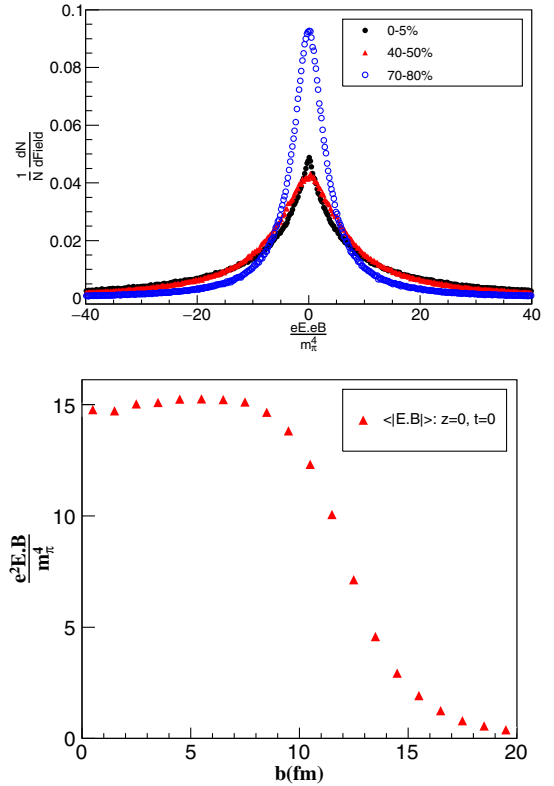 0.1
0-5%
40-50%
70-80%
0.08
0.06
0.04
0.02
0
1/N dN/dField
−40 −20 0 20 40
eE.eB/m_π^4
15
10
5
0
<|E.B|>: z=0, t=0
e²E.B/m_π^4
0 5 10 15 20
b(fm)